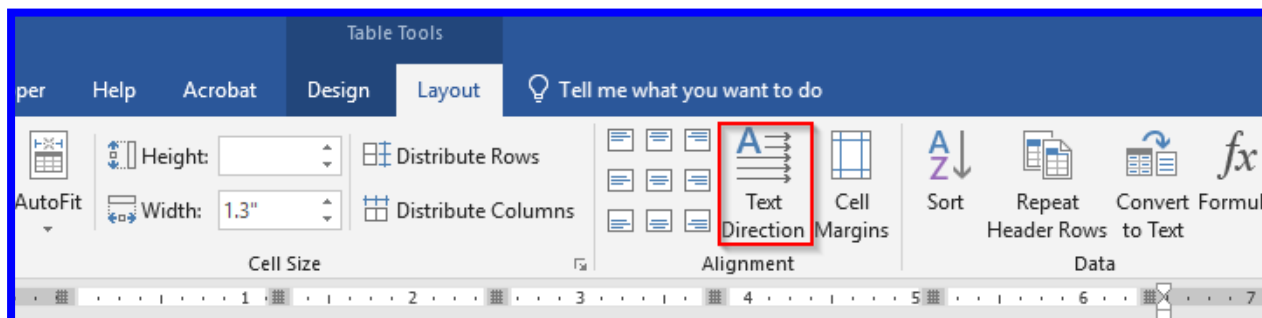 Table Tools
per Help Acrobat Design Layout Tell me what you want to do
Height: Distribute Rows
AutoFit Width: 1.3" Distribute Columns
Text Direction Cell Margins
A Z Sort Repeat Header Rows Convert to Text fx Formul
Cell Size Alignment Data
1 2 3 4 5 6 7